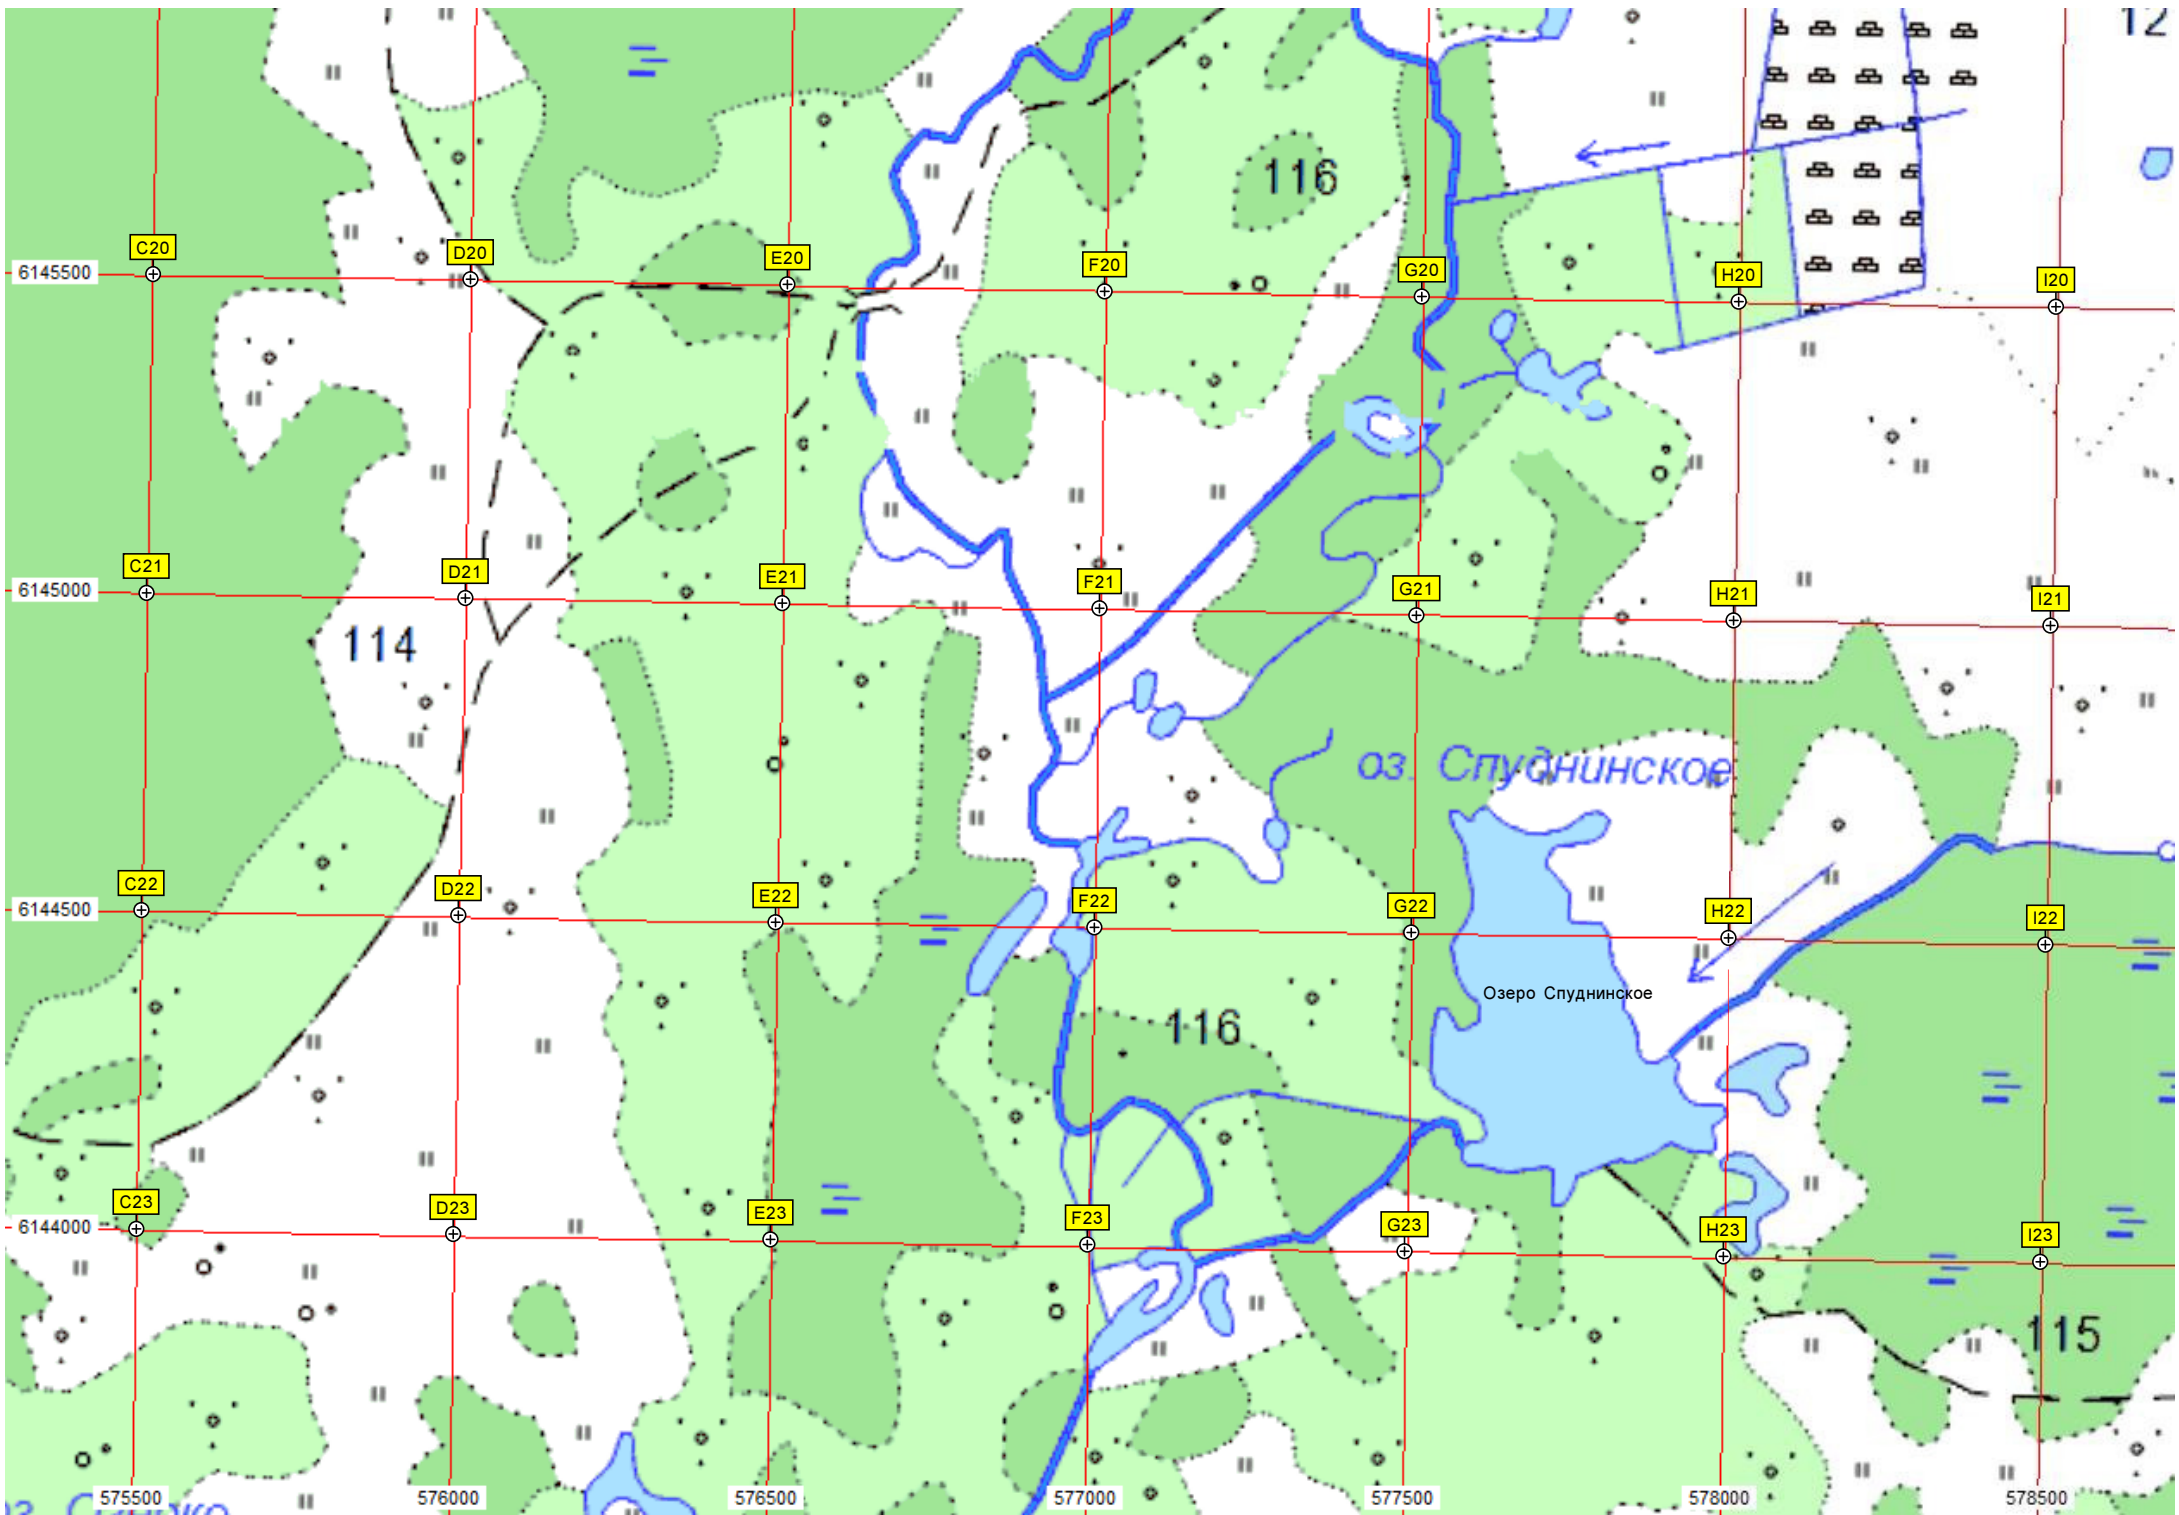 12
116
C20 D20 E20 F20 G20 H20 I20
6145500
C21 D21 E21 F21 G21 H21 I21
6145000
114
оз. Спуднинское
C22 D22 E22 F22 G22 H22 I22
6144500
Озеро Спуднинское
116
C23 D23 E23 F23 G23 H23 I23
6144000
115
575500 576000 576500 577000 577500 578000 578500